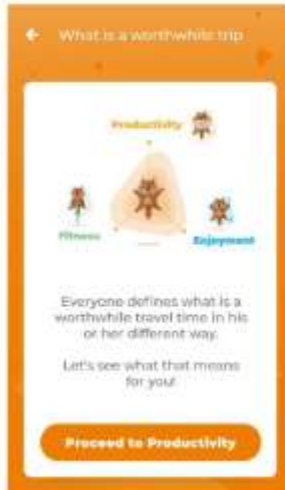 What is a worthwhile trip
Productivity
Fitness
Enjoyment
Everyone defines what is a
worthwhile travel time in his
or her different way.
Let's see what that means
for you!
Proceed to Productivity